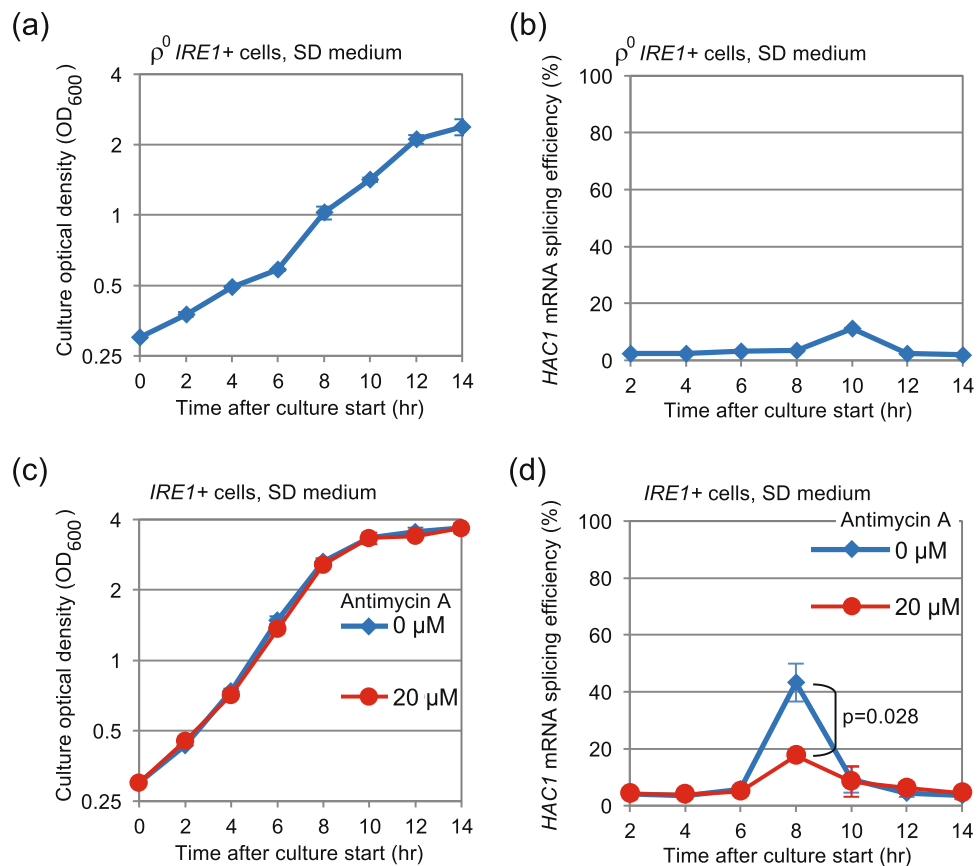 (a)
ρ⁰ IRE1+ cells, SD medium
Culture optical density (OD₆₀₀)
4
2
1
0.5
0.25
0 2 4 6 8 10 12 14
Time after culture start (hr)
(b)
ρ⁰ IRE1+ cells, SD medium
HAC1 mRNA splicing efficiency (%)
100
80
60
40
20
0
2 4 6 8 10 12 14
Time after culture start (hr)
(c)
IRE1+ cells, SD medium
Culture optical density (OD₆₀₀)
4
2
1
0.5
0.25
Antimycin A
0 µM
20 µM
0 2 4 6 8 10 12 14
Time after culture start (hr)
(d)
IRE1+ cells, SD medium
HAC1 mRNA splicing efficiency (%)
100
80
60
40
20
0
Antimycin A
0 µM
20 µM
p=0.028
2 4 6 8 10 12 14
Time after culture start (hr)